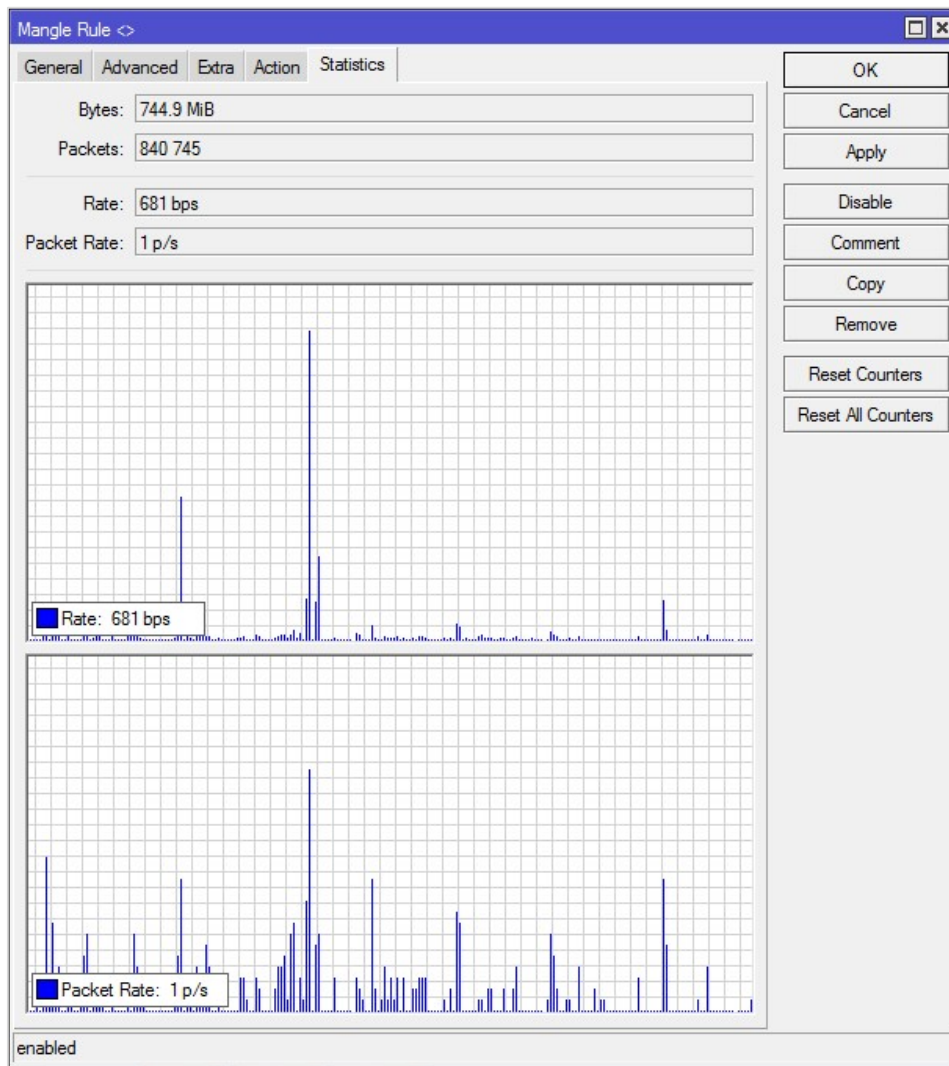 Mangle Rule <>
General Advanced Extra Action Statistics
Bytes: 744.9 MiB
Packets: 840 745
Rate: 681 bps
Packet Rate: 1 p/s
Rate: 681 bps
Packet Rate: 1 p/s
OK
Cancel
Apply
Disable
Comment
Copy
Remove
Reset Counters
Reset All Counters
enabled